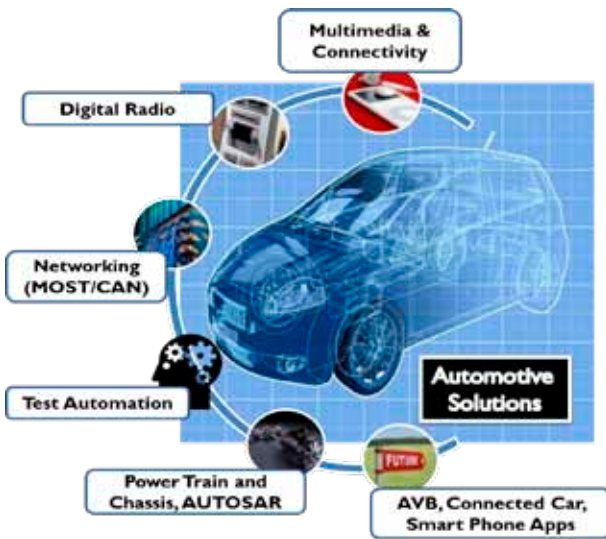 Multimedia &
Connectivity
Digital Radio
Networking
(MOST/CAN)
Test Automation
Automotive
Solutions
Power Train and
Chassis, AUTOSAR
AVB, Connected Car,
Smart Phone Apps